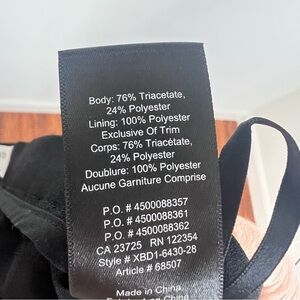 Body: 76% Triacetate,
24% Polyester
Lining: 100% Polyester
Exclusive Of Trim
Corps: 76% Triacétate,
24% Polyester
Doublure: 100% Polyester
Aucune Garniture Comprise
P.O. # 4500088357
P.O. # 4500088361
P.O. # 4500088362
CA 23725 RN 122354
Style # XBD1-6430-28
Article # 68507
Made in China